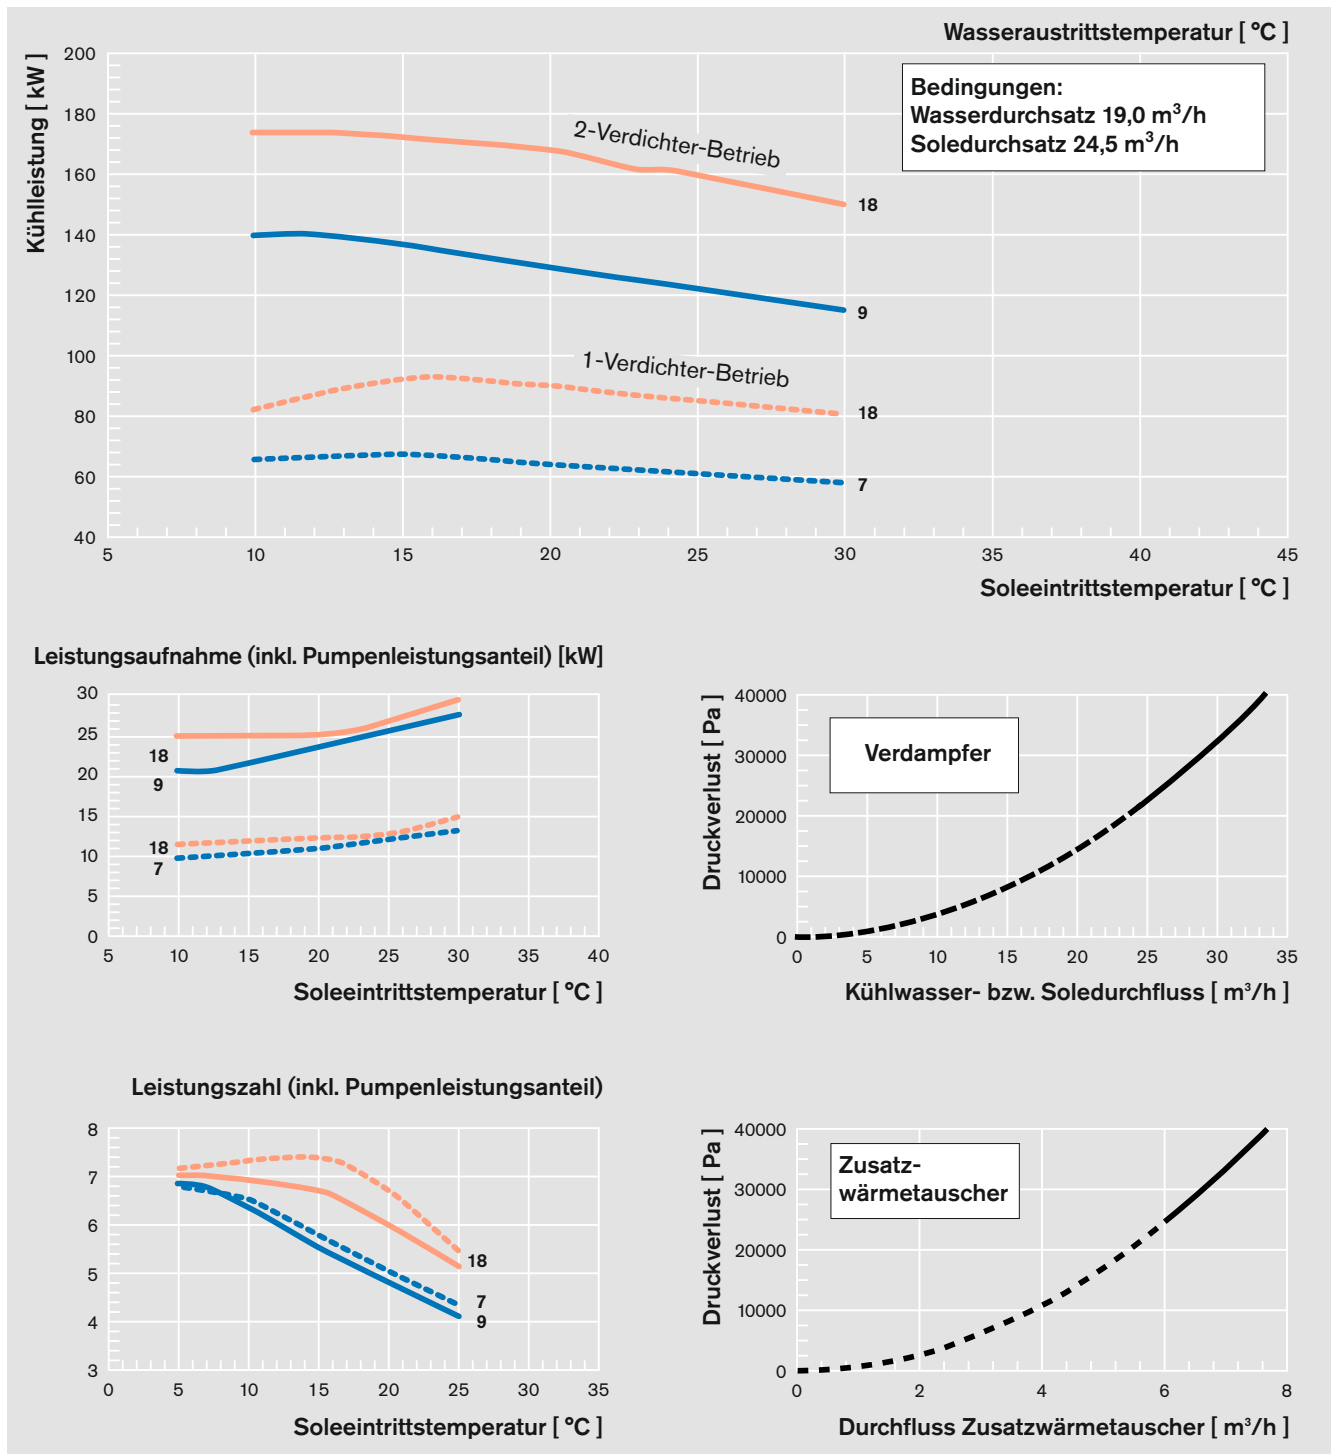 Wasseraustrittstemperatur [ °C ]
Kühlleistung [ kW ]
200
180
160
140
120
100
80
60
40
Bedingungen:
Wasserdurchsatz 19,0 m³/h
Soledurchsatz 24,5 m³/h
2-Verdichter-Betrieb
18
9
1-Verdichter-Betrieb
18
7
5 10 15 20 25 30 35 40 45
Soleeintrittstemperatur [ °C ]
Leistungsaufnahme (inkl. Pumpenleistungsanteil) [kW]
30
25
20
15
10
5
0
18
9
18
7
5 10 15 20 25 30 35 40
Soleeintrittstemperatur [ °C ]
Druckverlust [ Pa ]
40000
30000
20000
10000
0
Verdampfer
0 5 10 15 20 25 30 35
Kühlwasser- bzw. Soledurchfluss [ m³/h ]
Leistungszahl (inkl. Pumpenleistungsanteil)
8
7
6
5
4
3
18
7
9
0 5 10 15 20 25 30 35
Soleeintrittstemperatur [ °C ]
Druckverlust [ Pa ]
40000
30000
20000
10000
0
Zusatz-
wärmetauscher
0 2 4 6 8
Durchfluss Zusatzwärmetauscher [ m³/h ]